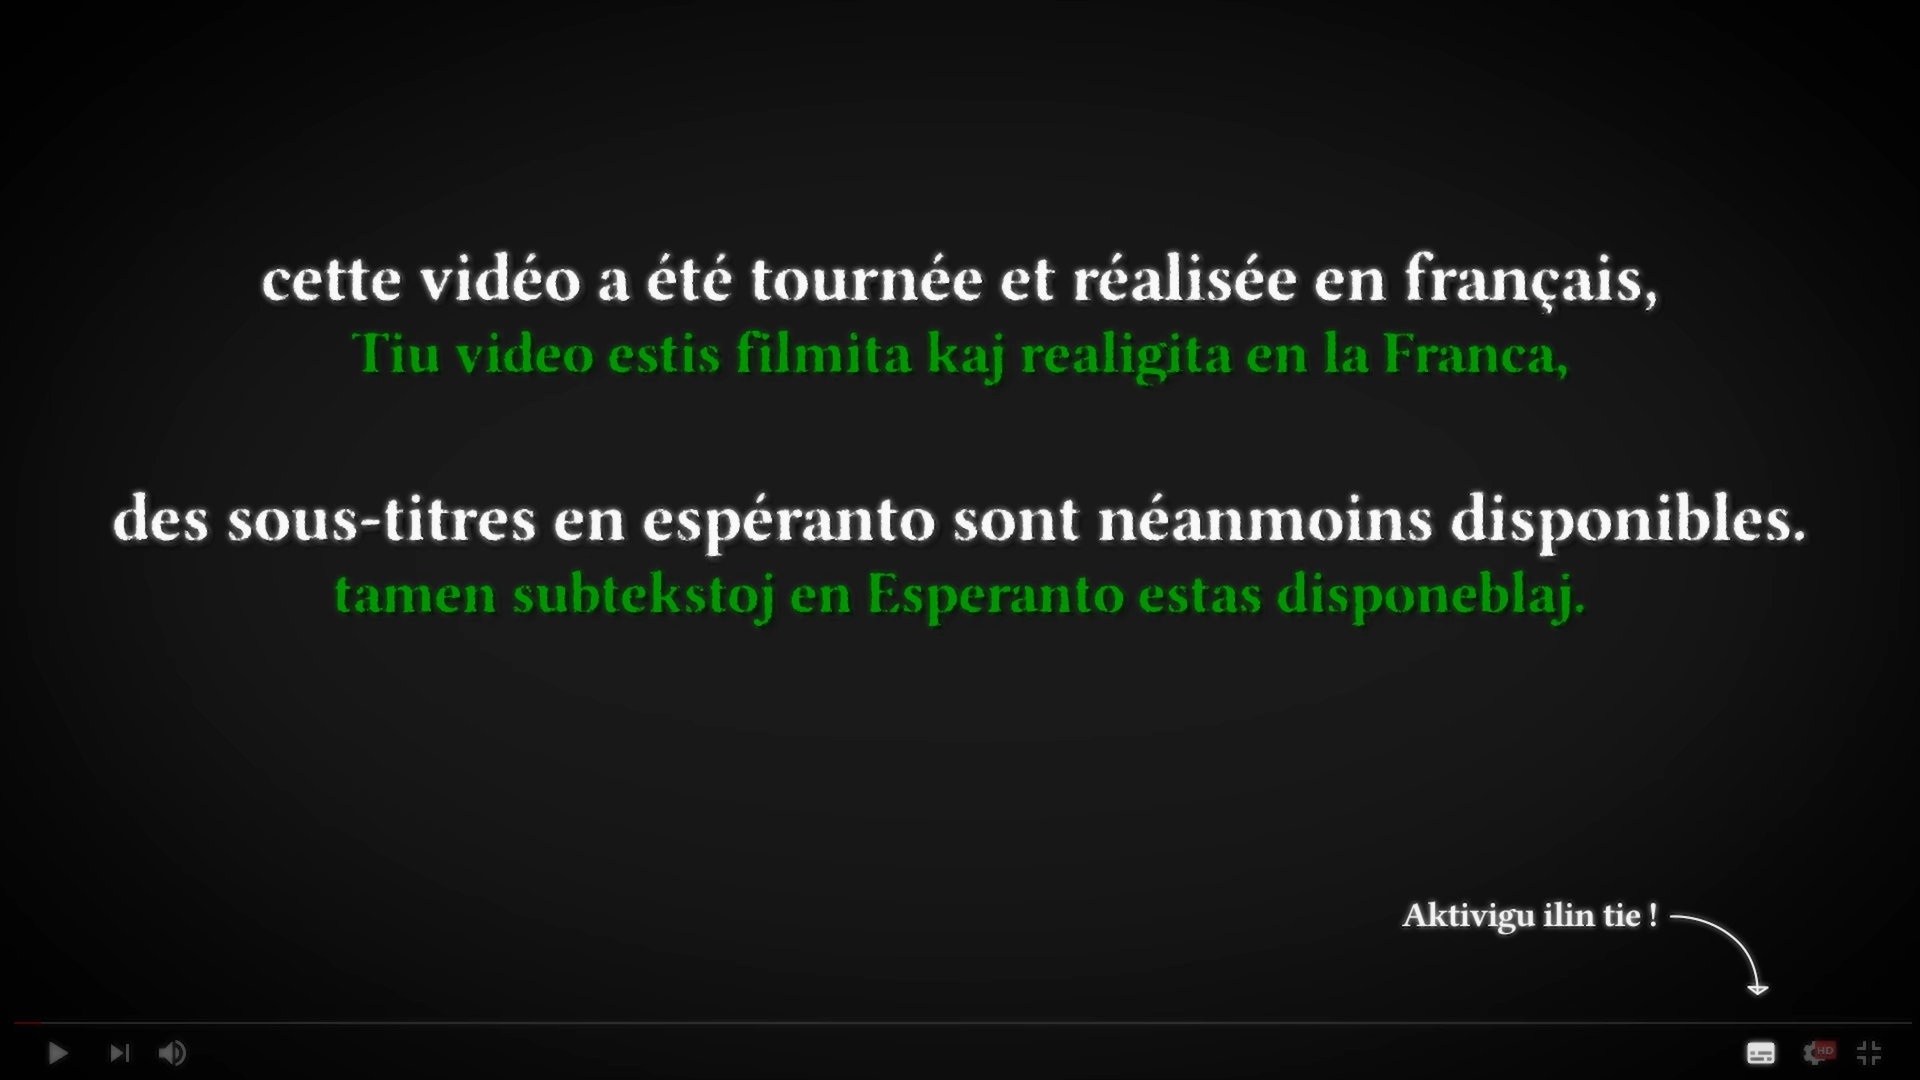 cette vidéo a été tournée et réalisée en français,
Tiu video estis filmita kaj realigita en la Franca,
des sous-titres en espéranto sont néanmoins disponibles.
tamen subtekstoj en Esperanto estas disponeblaj.
Aktivigu ilin tie !
HD